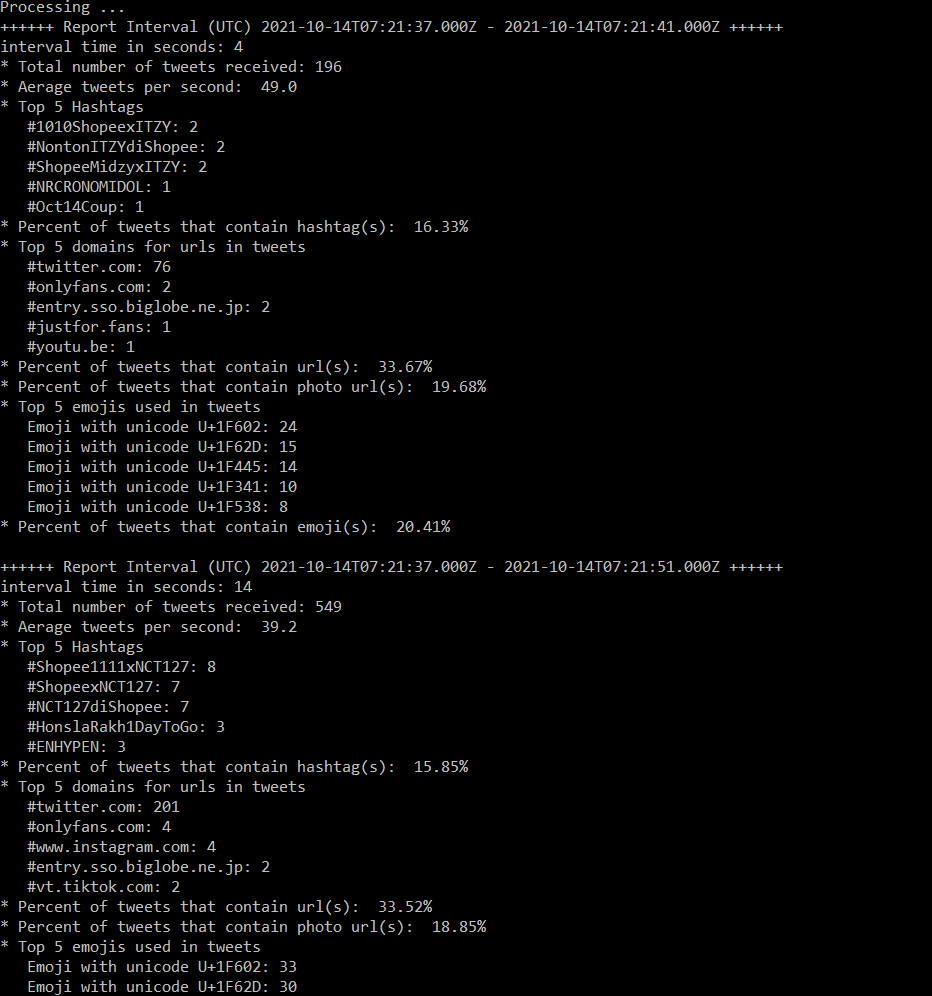 Processing ...
++++++ Report Interval (UTC) 2021-10-14T07:21:37.000Z - 2021-10-14T07:21:41.000Z ++++++
interval time in seconds: 4
* Total number of tweets received: 196
* Aerage tweets per second:  49.0
* Top 5 Hashtags
   #1010ShopeexITZY: 2
   #NontonITZYdiShopee: 2
   #ShopeeMidzyxITZY: 2
   #NRCRONOMIDOL: 1
   #Oct14Coup: 1
* Percent of tweets that contain hashtag(s):  16.33%
* Top 5 domains for urls in tweets
   #twitter.com: 76
   #onlyfans.com: 2
   #entry.sso.biglobe.ne.jp: 2
   #justfor.fans: 1
   #youtu.be: 1
* Percent of tweets that contain url(s):  33.67%
* Percent of tweets that contain photo url(s):  19.68%
* Top 5 emojis used in tweets
   Emoji with unicode U+1F602: 24
   Emoji with unicode U+1F62D: 15
   Emoji with unicode U+1F445: 14
   Emoji with unicode U+1F341: 10
   Emoji with unicode U+1F538: 8
* Percent of tweets that contain emoji(s):  20.41%

++++++ Report Interval (UTC) 2021-10-14T07:21:37.000Z - 2021-10-14T07:21:51.000Z ++++++
interval time in seconds: 14
* Total number of tweets received: 549
* Aerage tweets per second:  39.2
* Top 5 Hashtags
   #Shopee1111xNCT127: 8
   #ShopeexNCT127: 7
   #NCT127diShopee: 7
   #HonslaRakh1DayToGo: 3
   #ENHYPEN: 3
* Percent of tweets that contain hashtag(s):  15.85%
* Top 5 domains for urls in tweets
   #twitter.com: 201
   #onlyfans.com: 4
   #www.instagram.com: 4
   #entry.sso.biglobe.ne.jp: 2
   #vt.tiktok.com: 2
* Percent of tweets that contain url(s):  33.52%
* Percent of tweets that contain photo url(s):  18.85%
* Top 5 emojis used in tweets
   Emoji with unicode U+1F602: 33
   Emoji with unicode U+1F62D: 30